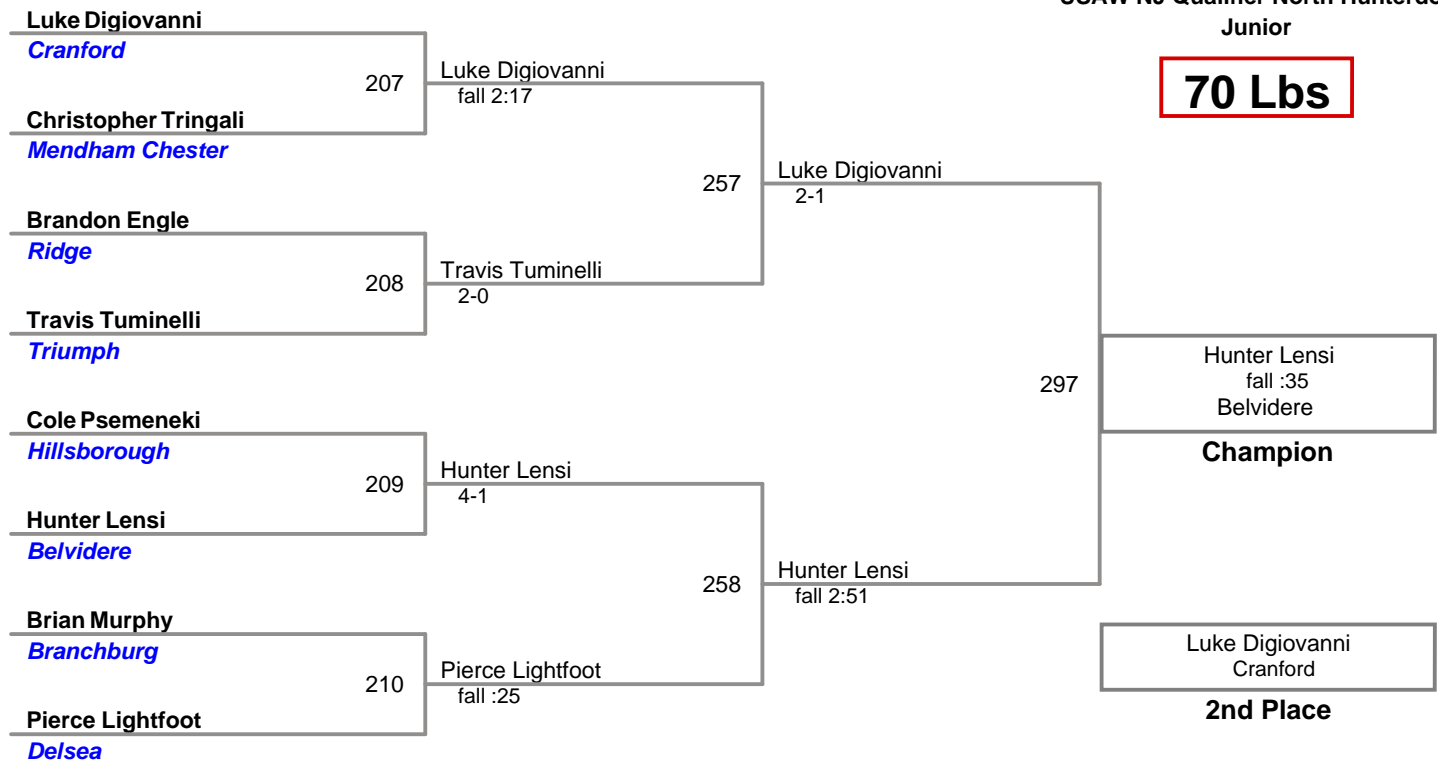 Junior
70 Lbs
Luke Digiovanni
Cranford
207
Luke Digiovanni
fall 2:17
Christopher Tringali
Mendham Chester
257
Luke Digiovanni
2-1
Brandon Engle
Ridge
208
Travis Tuminelli
2-0
Travis Tuminelli
Triumph
297
Hunter Lensi
fall :35
Belvidere
Champion
Cole Psemeneki
Hillsborough
209
Hunter Lensi
4-1
Hunter Lensi
Belvidere
258
Hunter Lensi
fall 2:51
Brian Murphy
Branchburg
210
Pierce Lightfoot
fall :25
Pierce Lightfoot
Delsea
Luke Digiovanni
Cranford
2nd Place